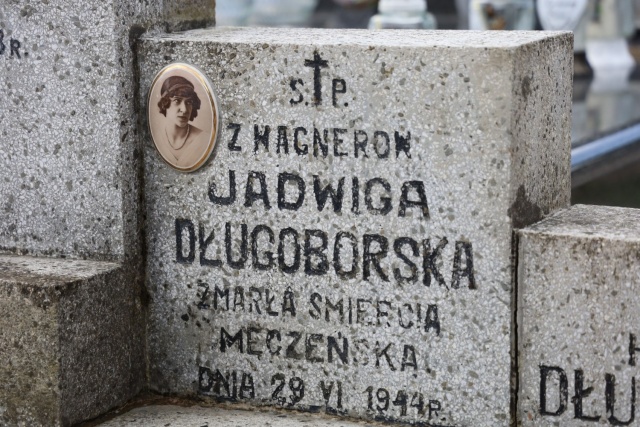 Ś.P.
Z WAGNERÓW
JADWIGA
DŁUGOBORSKA
ZMARŁA ŚMIERCIĄ
MĘCZEŃSKĄ
DNIA 29 VI 1944 R.
DŁU